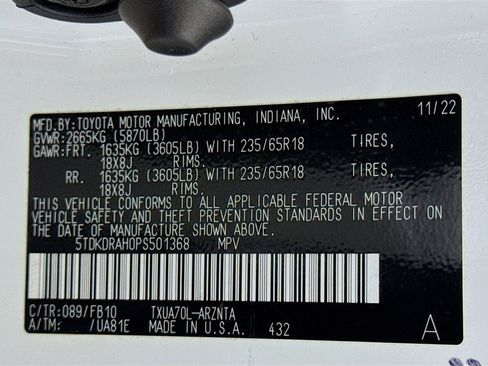 MFD.BY:TOYOTA MOTOR MANUFACTURING, INDIANA, INC. 11/22
GVWR:2665KG (5870LB)
GAWR:FRT. 1635KG (3605LB) WITH 235/65R18 TIRES,
18X8J RIMS.
RR. 1635KG (3605LB) WITH 235/65R18 TIRES,
18X8J RIMS.
THIS VEHICLE CONFORMS TO ALL APPLICABLE FEDERAL MOTOR
VEHICLE SAFETY AND THEFT PREVENTION STANDARDS IN EFFECT ON
THE DATE OF MANUFACTURE SHOWN ABOVE.
5TDKDRAH0PS501368 MPV
C/TR:089/FB10 TXUA70L-ARZNTA
A/TM: /UA81E MADE IN U.S.A. 432 A